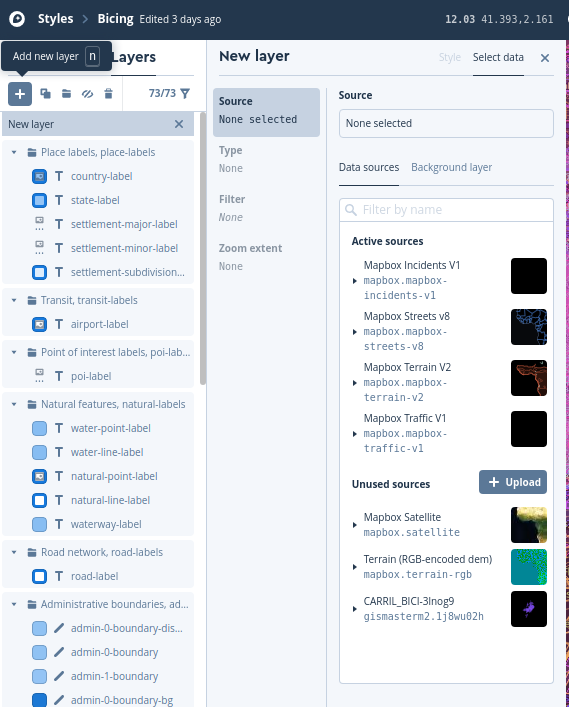 Styles > Bicing Edited 3 days ago
12.03 41.393,2.161
Add new layer n
Layers
73/73
New layer
Place labels, place-labels
country-label
state-label
settlement-major-label
settlement-minor-label
settlement-subdivision...
Transit, transit-labels
airport-label
Point of interest labels, poi-lab...
poi-label
Natural features, natural-labels
water-point-label
water-line-label
natural-point-label
natural-line-label
waterway-label
Road network, road-labels
road-label
Administrative boundaries, ad...
admin-0-boundary-dis...
admin-0-boundary
admin-1-boundary
admin-0-boundary-bg
New layer
Style
Select data
Source
None selected
Type
None
Filter
None
Zoom extent
None
Source
None selected
Data sources
Background layer
Filter by name
Active sources
Mapbox Incidents V1
mapbox.mapbox-
incidents-v1
Mapbox Streets v8
mapbox.mapbox-
streets-v8
Mapbox Terrain V2
mapbox.mapbox-
terrain-v2
Mapbox Traffic V1
mapbox.mapbox-
traffic-v1
Unused sources
+ Upload
Mapbox Satellite
mapbox.satellite
Terrain (RGB-encoded dem)
mapbox.terrain-rgb
CARRIL_BICI-3lnog9
gismasterm2.1j8wu02h